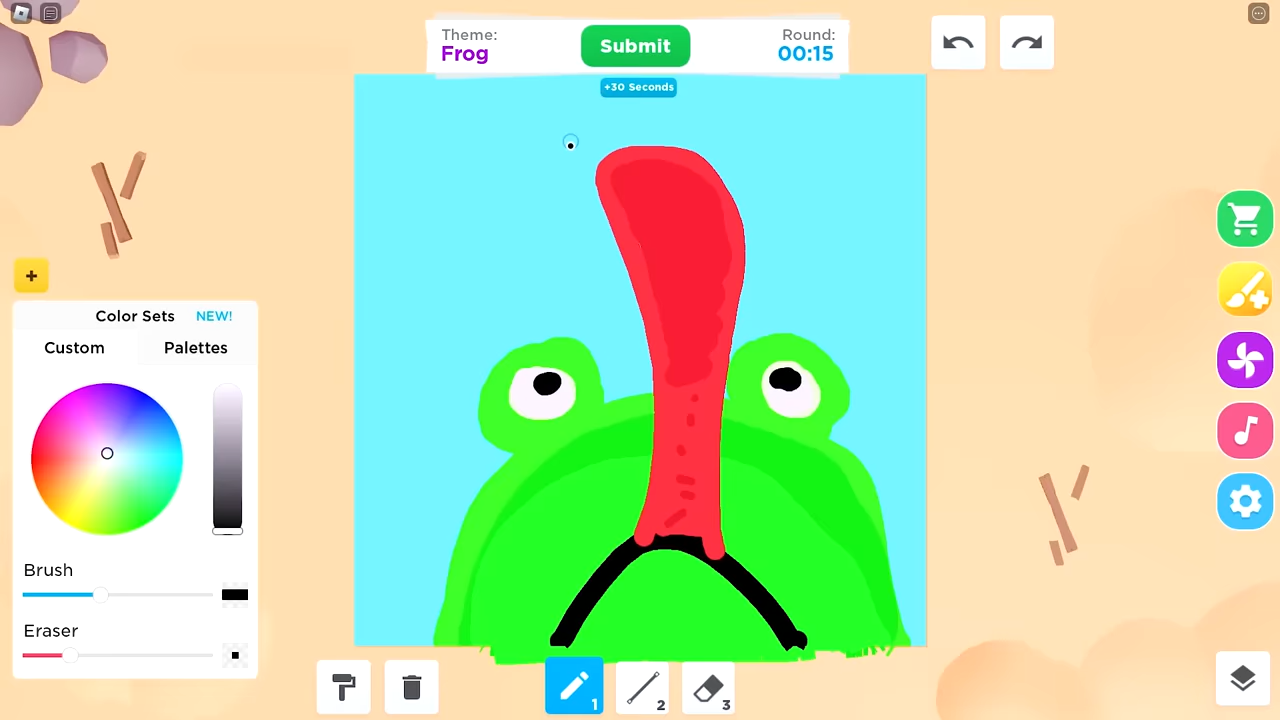 Theme:
Frog
Submit
Round:
00:15
+30 Seconds
+
Color Sets NEW!
Custom Palettes
Brush
Eraser
1
2
3